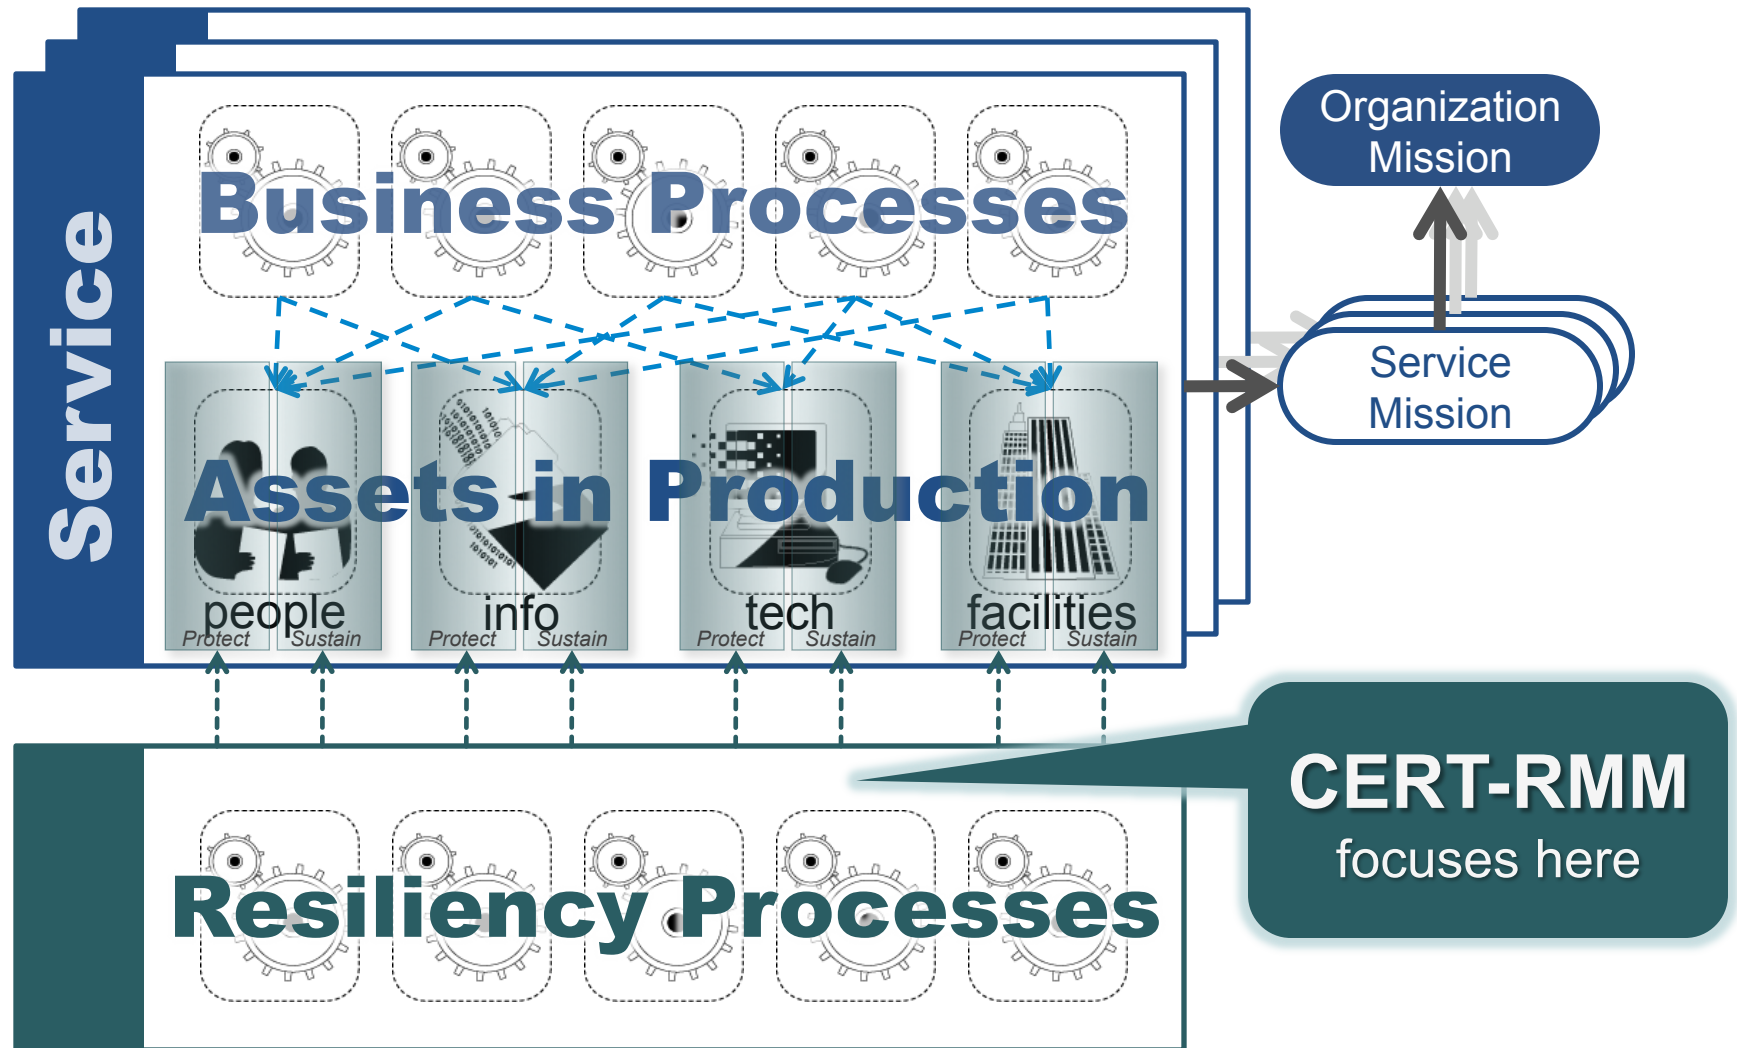 Service
Business Processes
Assets in Production
people
info
tech
facilities
Protect
Sustain
Protect
Sustain
Protect
Sustain
Protect
Sustain
Organization
Mission
Service
Mission
Resiliency Processes
CERT-RMM
focuses here